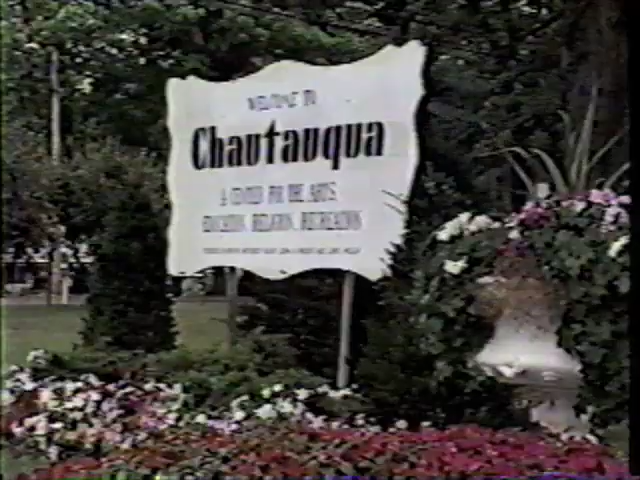 WELCOME TO
Chautauqua
A CENTER FOR THE ARTS
EDUCATION, RELIGION, RECREATION